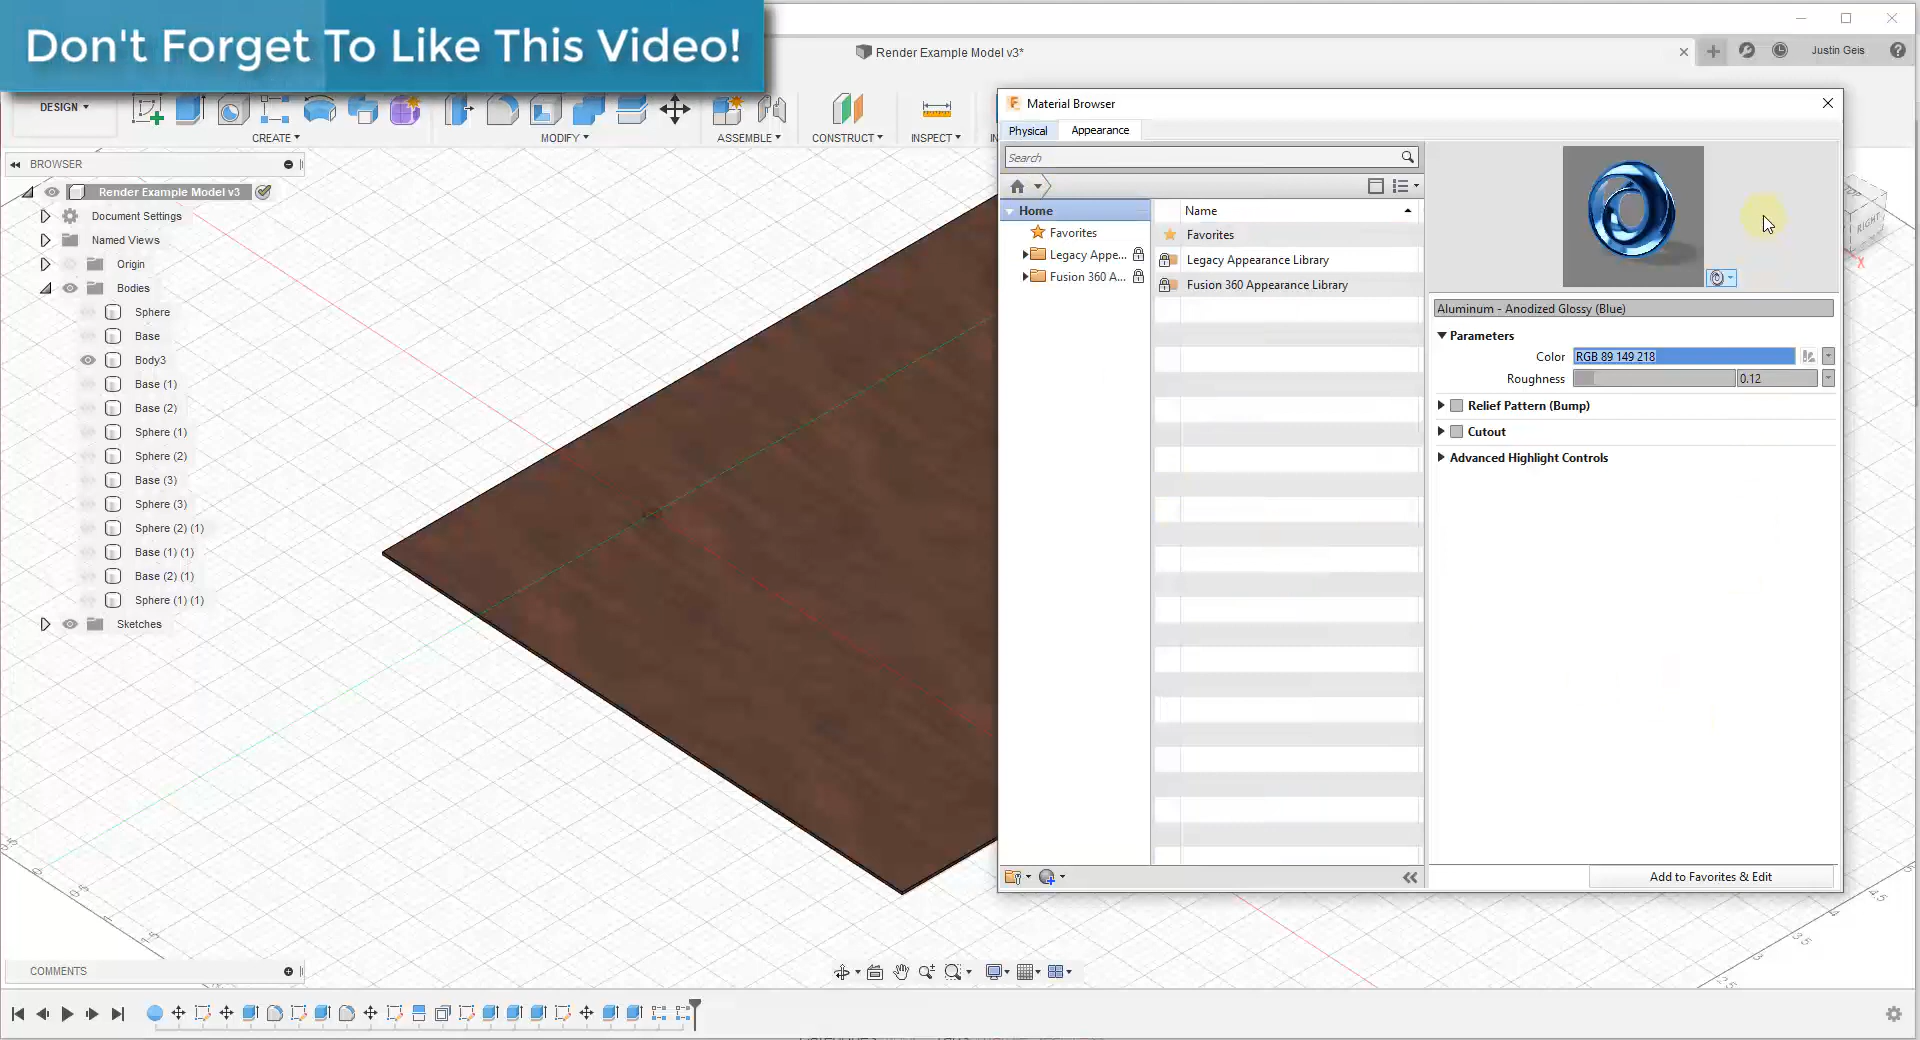 Don't Forget To Like This Video!
Render Example Model v3*
Justin Geis
DESIGN
CREATE
MODIFY
ASSEMBLE
CONSTRUCT
INSPECT
BROWSER
Render Example Model v3
Document Settings
Named Views
Origin
Bodies
Sphere
Base
Body3
Base (1)
Base (2)
Sphere (1)
Sphere (2)
Base (3)
Sphere (3)
Sphere (2) (1)
Base (1) (1)
Base (2) (1)
Sphere (1) (1)
Sketches
COMMENTS
Material Browser
Physical
Appearance
Search
Home
Favorites
Legacy Appe...
Fusion 360 A...
Name
Favorites
Legacy Appearance Library
Fusion 360 Appearance Library
Aluminum - Anodized Glossy (Blue)
Parameters
Color RGB 89 149 218
Roughness 0.12
Relief Pattern (Bump)
Cutout
Advanced Highlight Controls
Add to Favorites & Edit
RIGHT
X